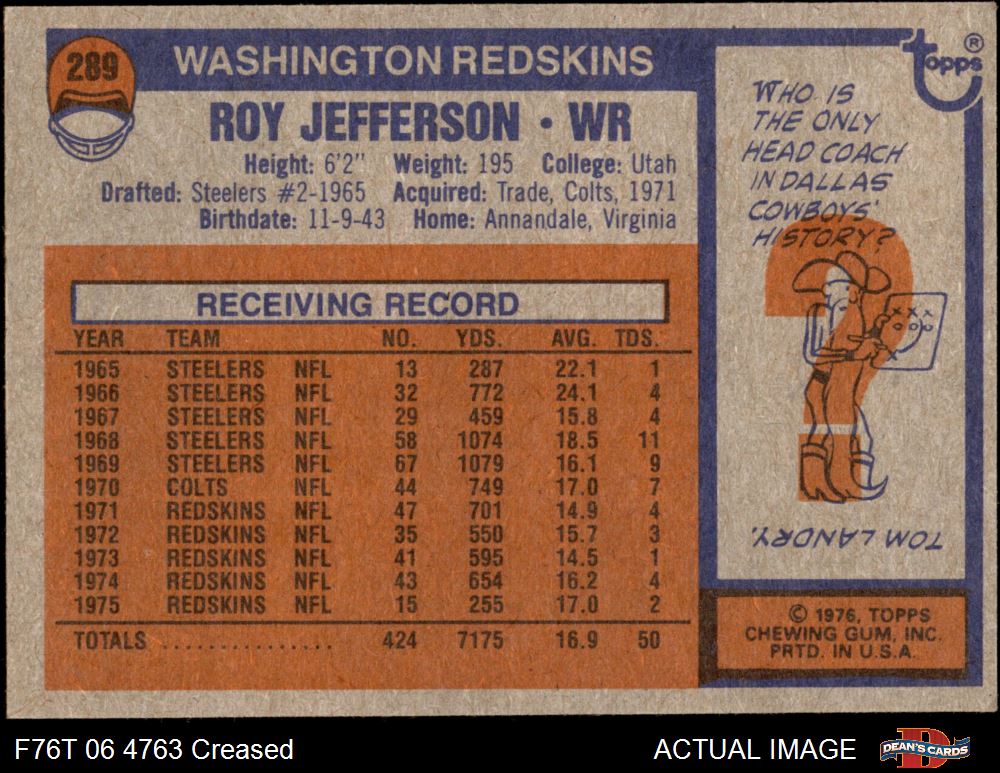 289
WASHINGTON REDSKINS
ROY JEFFERSON • WR
Height: 6'2" Weight: 195 College: Utah
Drafted: Steelers #2-1965 Acquired: Trade, Colts, 1971
Birthdate: 11-9-43 Home: Annandale, Virginia
RECEIVING RECORD
YEAR TEAM NO. YDS. AVG. TDS.
1965 STEELERS NFL 13 287 22.1 1
1966 STEELERS NFL 32 772 24.1 4
1967 STEELERS NFL 29 459 15.8 4
1968 STEELERS NFL 58 1074 18.5 11
1969 STEELERS NFL 67 1079 16.1 9
1970 COLTS NFL 44 749 17.0 7
1971 REDSKINS NFL 47 701 14.9 4
1972 REDSKINS NFL 35 550 15.7 3
1973 REDSKINS NFL 41 595 14.5 1
1974 REDSKINS NFL 43 654 16.2 4
1975 REDSKINS NFL 15 255 17.0 2
TOTALS ............... 424 7175 16.9 50
topps ®
WHO IS
THE ONLY
HEAD COACH
IN DALLAS
COWBOYS'
HISTORY?
?
x x x
o o o
TOM LANDRY.
© 1976, TOPPS
CHEWING GUM, INC.
PRTD. IN U.S.A.
F76T 06 4763 Creased
ACTUAL IMAGE
D
DEAN'S CARDS